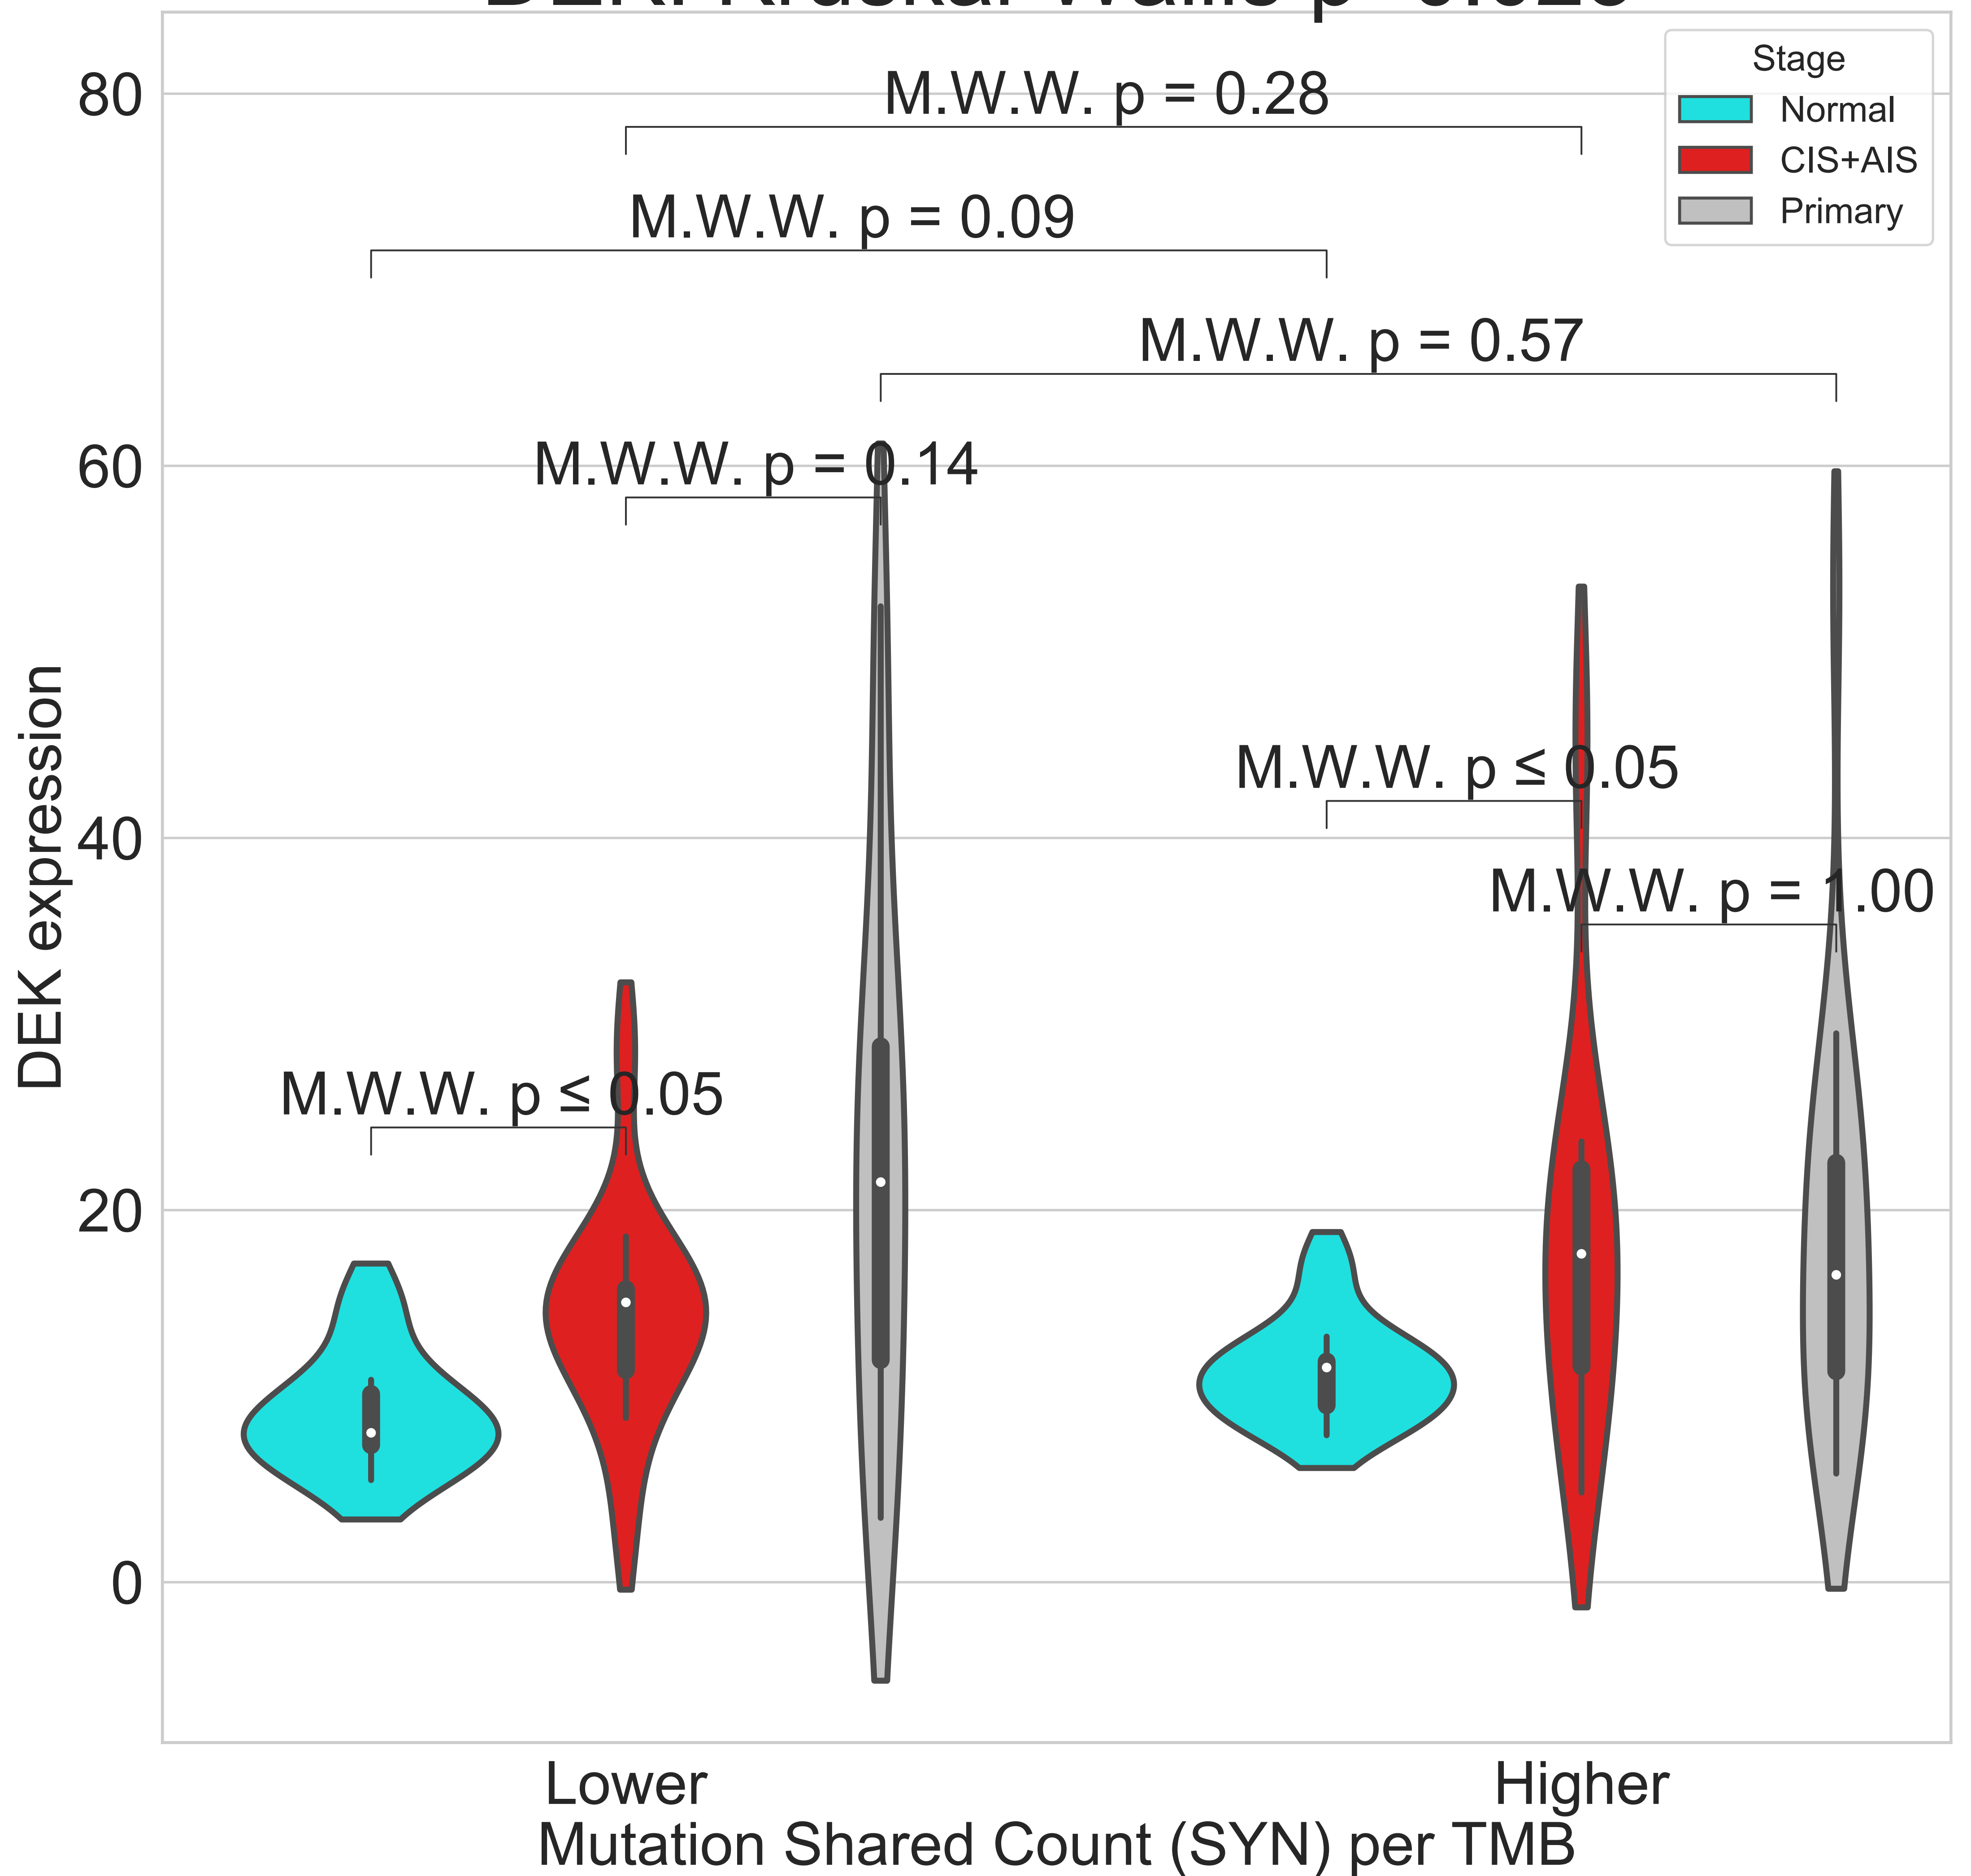 Stage
Normal
CIS+AIS
Primary
M.W.W. p = 0.28
M.W.W. p = 0.09
M.W.W. p = 0.57
M.W.W. p = 0.14
M.W.W. p ≤ 0.05
M.W.W. p = 1.00
M.W.W. p ≤ 0.05
80
60
40
20
0
DEK expression
Lower
Higher
Mutation Shared Count (SYN) per TMB